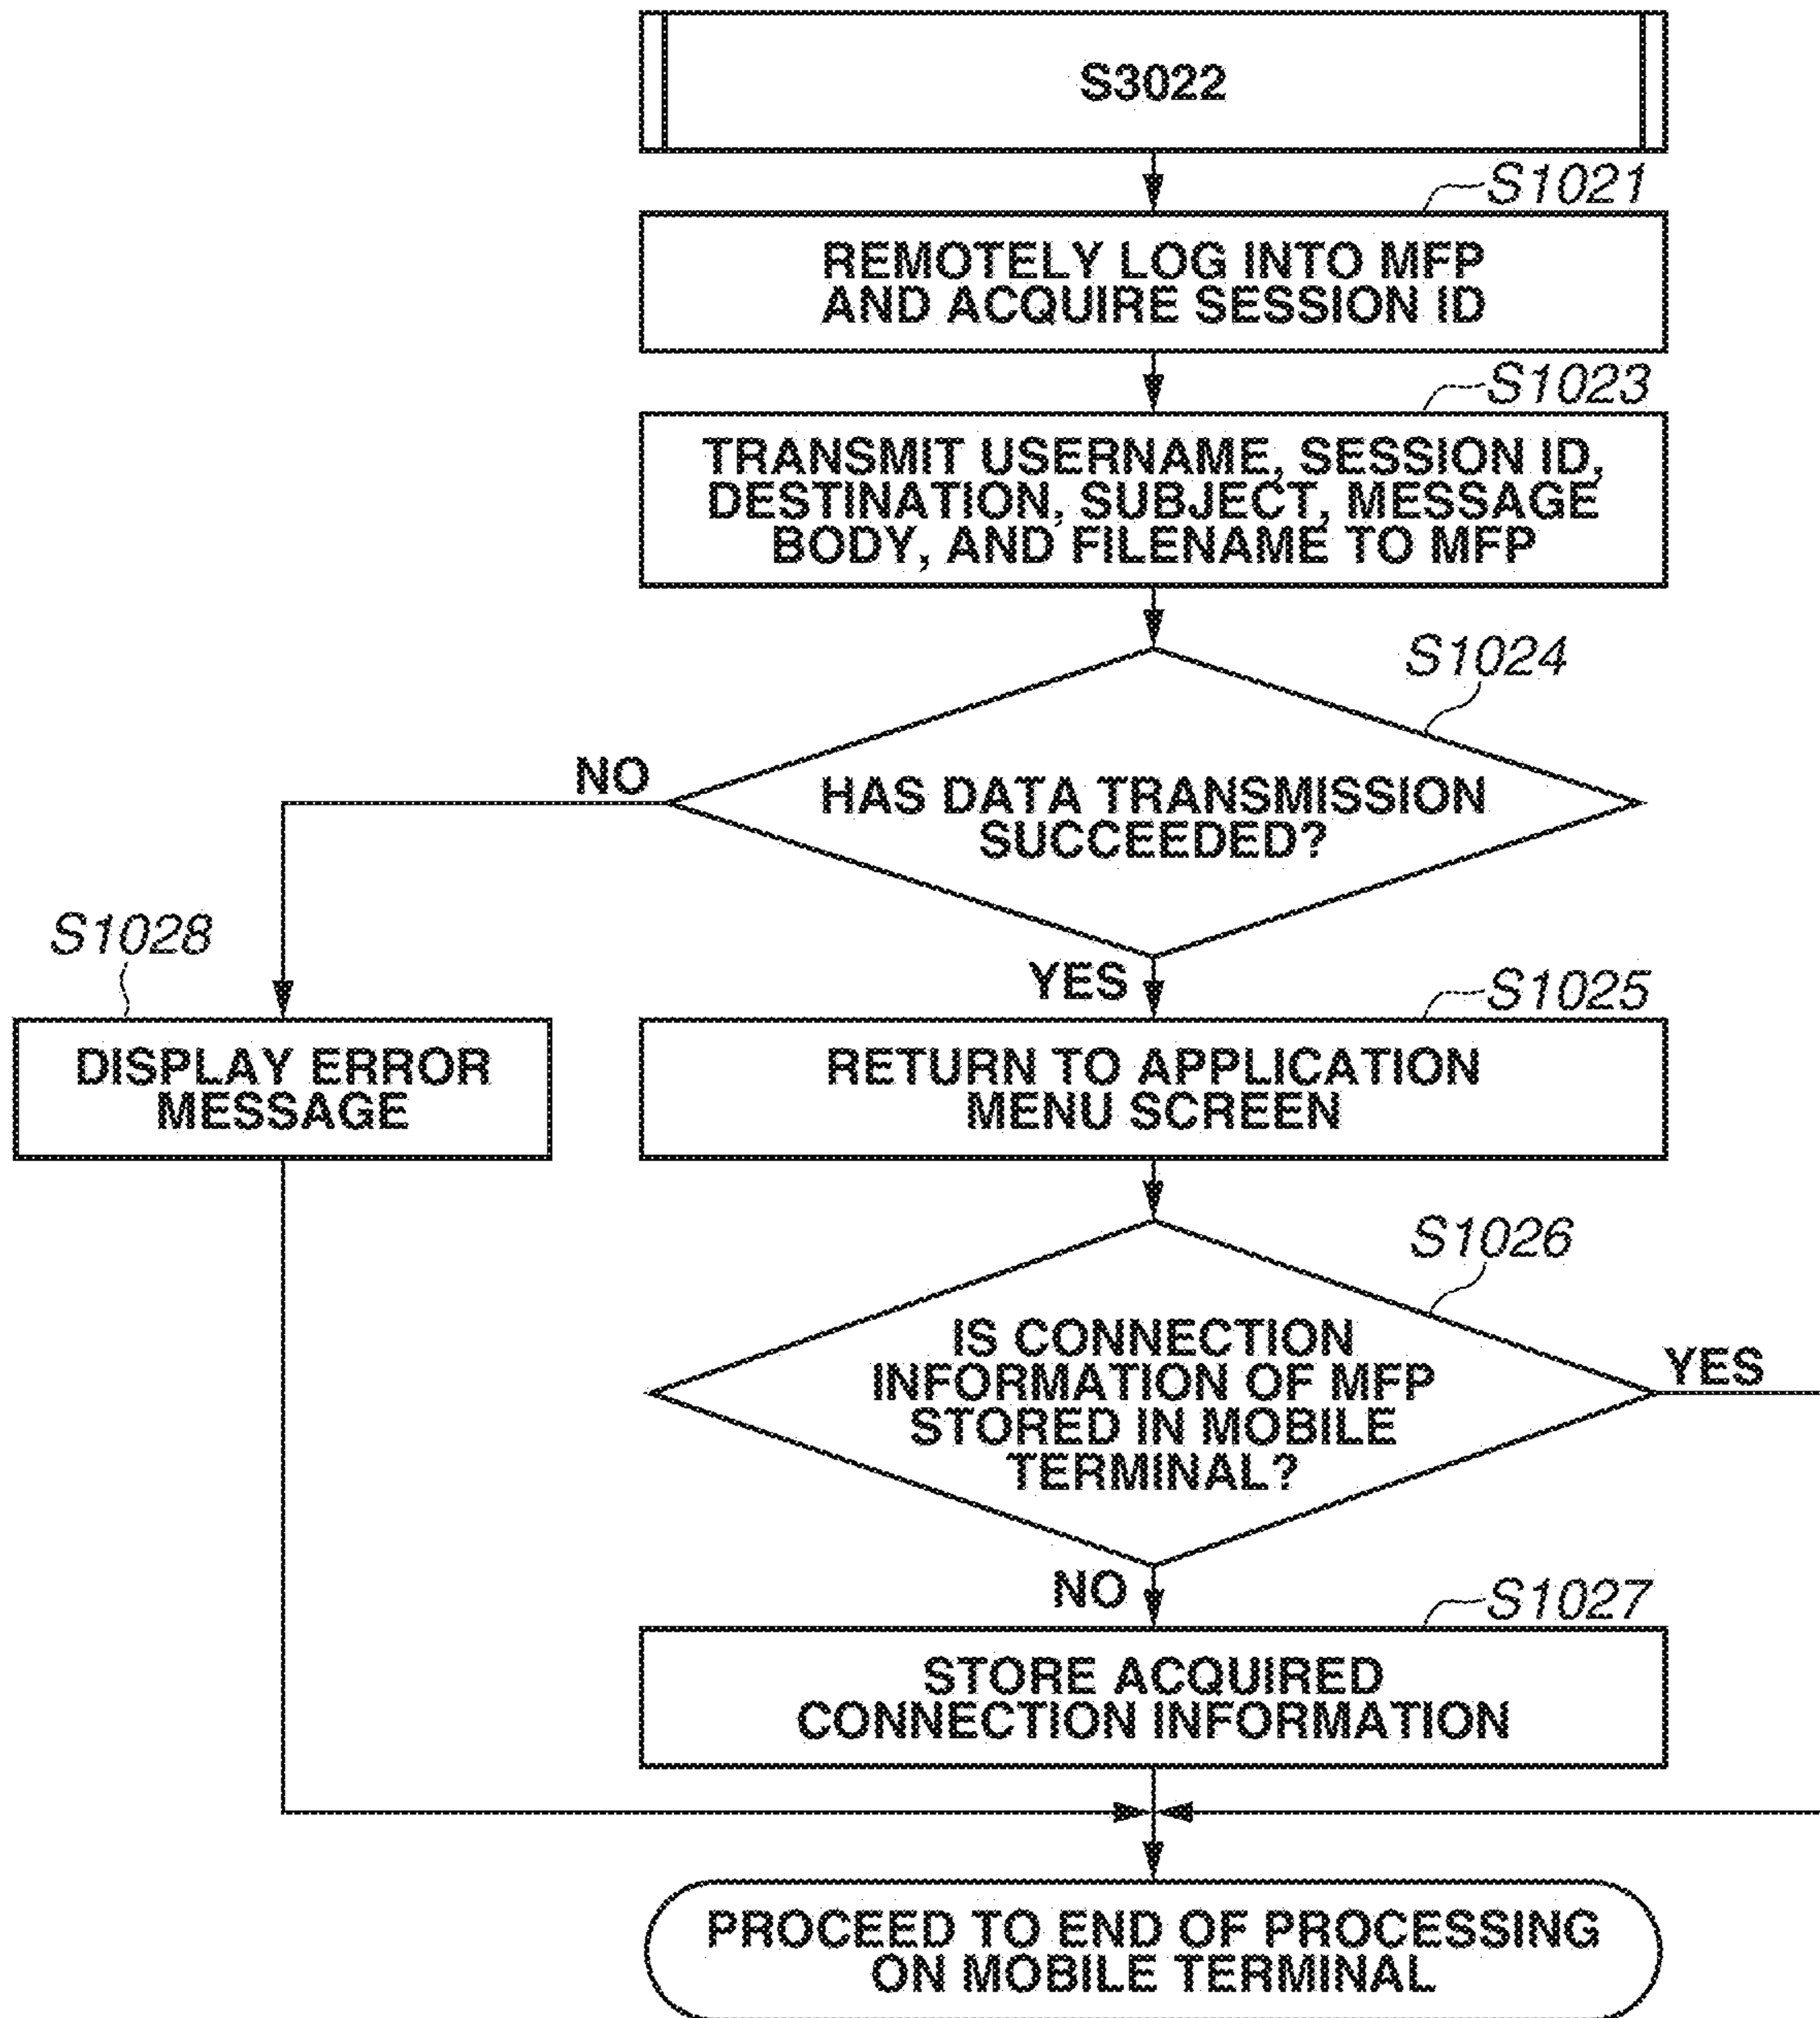 S3022
S1021
REMOTELY LOG INTO MFP
AND ACQUIRE SESSION ID
S1023
TRANSMIT USERNAME, SESSION ID,
DESTINATION, SUBJECT, MESSAGE
BODY, AND FILENAME TO MFP
S1024
NO
HAS DATA TRANSMISSION
SUCCEEDED?
S1028
YES
S1025
DISPLAY ERROR
MESSAGE
RETURN TO APPLICATION
MENU SCREEN
S1026
IS CONNECTION
INFORMATION OF MFP
STORED IN MOBILE
TERMINAL?
YES
NO
S1027
STORE ACQUIRED
CONNECTION INFORMATION
PROCEED TO END OF PROCESSING
ON MOBILE TERMINAL